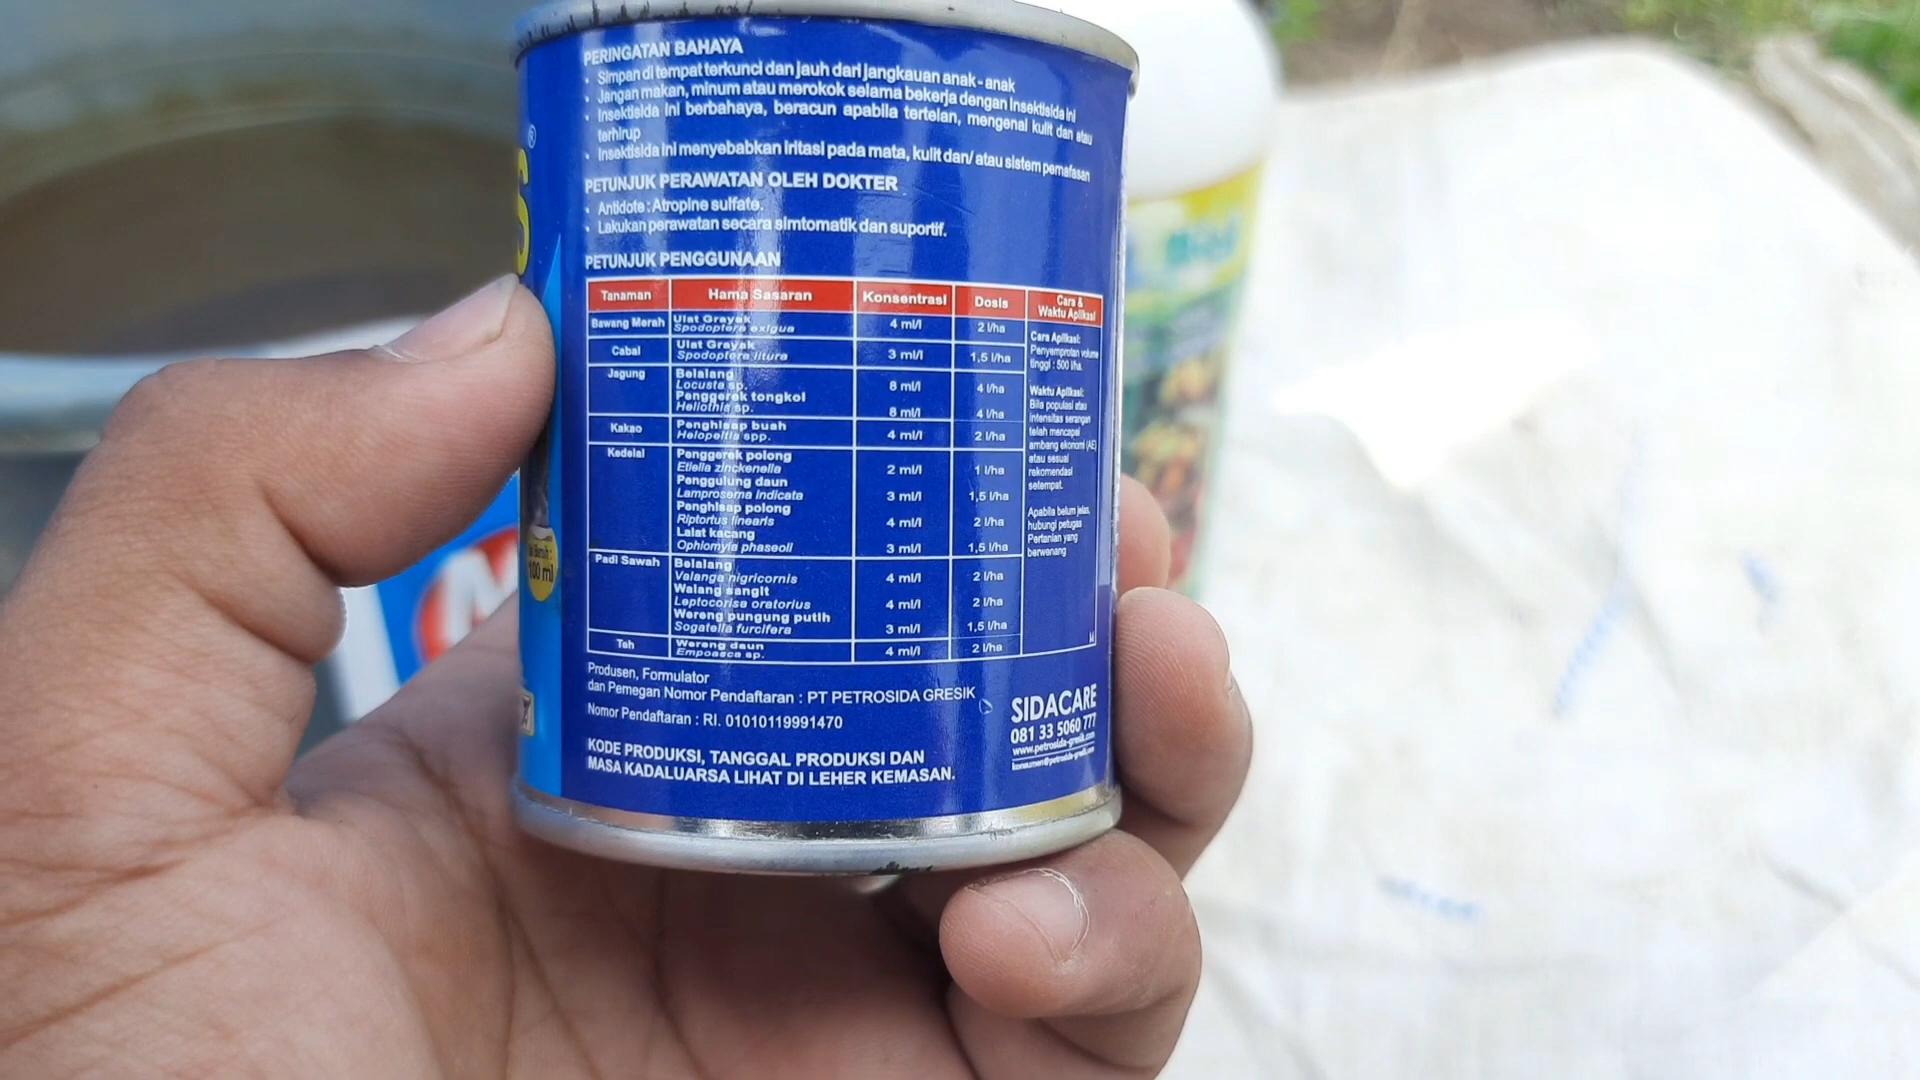 PERINGATAN BAHAYA
• Simpan di tempat terkunci dan jauh dari jangkauan anak - anak
• Jangan makan, minum atau merokok selama bekerja dengan insektisida ini
• Insektisida ini berbahaya, beracun apabila tertelan, mengenai kulit dan atau
terhirup
• Insektisida ini menyebabkan iritasi pada mata, kulit dan/ atau sistem pernafasan
PETUNJUK PERAWATAN OLEH DOKTER
• Antidote : Atropine sulfate.
• Lakukan perawatan secara simtomatik dan suportif.
PETUNJUK PENGGUNAAN
Tanaman Hama Sasaran Konsentrasi Dosis Cara &
Waktu Aplikasi
Bawang Merah Ulat Grayak
Spodoptera exigua 4 ml/l 2 l/ha
Cabai Ulat Grayak
Spodoptera litura 3 ml/l 1,5 l/ha
Jagung Belalang
Locusta sp. 8 ml/l 4 l/ha
Penggerek tongkol
Heliothis sp. 8 ml/l 4 l/ha
Kakao Penghisap buah
Helopeltis spp. 4 ml/l 2 l/ha
Kedelai Penggerek polong
Etiella zinckenella 2 ml/l 1 l/ha
Penggulung daun
Lamprosema indicata 3 ml/l 1,5 l/ha
Penghisap polong
Riptortus linearis 4 ml/l 2 l/ha
Lalat kacang
Ophiomyia phaseoli 3 ml/l 1,5 l/ha
Padi Sawah Belalang
Valanga nigricornis 4 ml/l 2 l/ha
Walang sangit
Leptocorisa oratorius 4 ml/l 2 l/ha
Wereng pungung putih
Sogatella furcifera 3 ml/l 1,5 l/ha
Teh Wereng daun
Empoasca sp. 4 ml/l 2 l/ha
Cara Aplikasi:
Penyemprotan volume
tinggi : 500 l/ha.
Waktu Aplikasi:
Bila populasi atau
intensitas serangan
telah mencapai
ambang ekonomi (AE)
atau sesuai
rekomendasi
setempat.
Apabila belum jelas,
hubungi petugas
Pertanian yang
berwenang
M
Produsen, Formulator
dan Pemegan Nomor Pendaftaran : PT PETROSIDA GRESIK
Nomor Pendaftaran : RI. 01010119991470
KODE PRODUKSI, TANGGAL PRODUKSI DAN
MASA KADALUARSA LIHAT DI LEHER KEMASAN.
SIDACARE
081 33 5060 777
www.petrosida-gresik.com
konsumen@petrosida-gresik.com
S®
100 ml
M